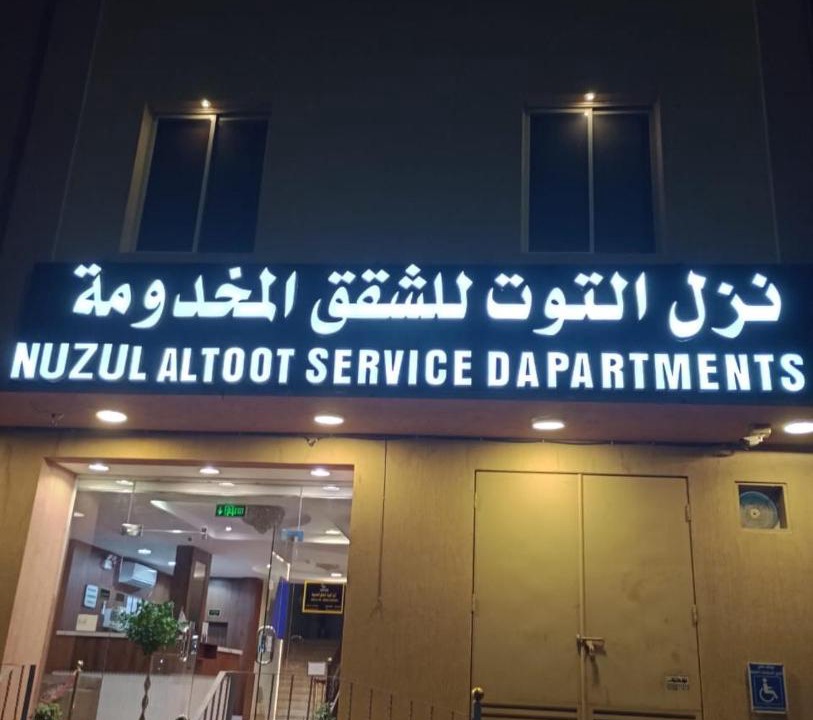 نزل التوت للشقق المخدومة
NUZUL ALTOOT SERVICE DAPARTMENTS